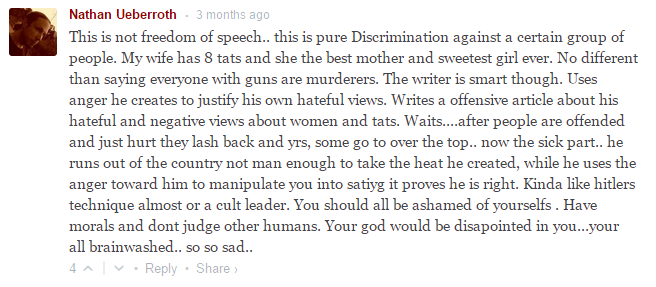 Nathan Ueberroth • 3 months ago
This is not freedom of speech.. this is pure Discrimination against a certain group of
people. My wife has 8 tats and she the best mother and sweetest girl ever. No different
than saying everyone with guns are murderers. The writer is smart though. Uses
anger he creates to justify his own hateful views. Writes a offensive article about his
hateful and negative views about women and tats. Waits....after people are offended
and just hurt they lash back and yrs, some go to over the top.. now the sick part.. he
runs out of the country not man enough to take the heat he created, while he uses the
anger toward him to manipulate you into satiyg it proves he is right. Kinda like hitlers
technique almost or a cult leader. You should all be ashamed of yourselfs . Have
morals and dont judge other humans. Your god would be disapointed in you...your
all brainwashed.. so so sad..
4 • Reply • Share ›